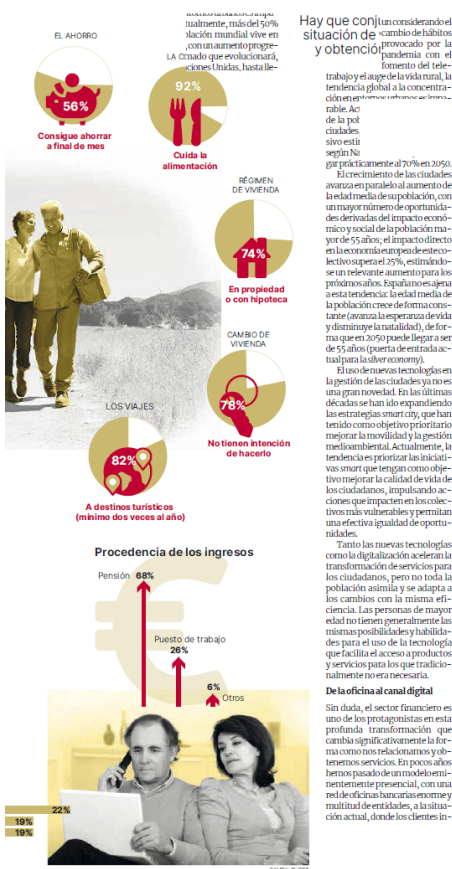 tualmente, más del 50%
vive en
con un aumento progre-
nado que evolucionará,
Unidas, hasta lle-
EL AHORRO
56%
Consigue ahorrar
a final de mes
92%
Cuida la
alimentación
RÉGIMEN
DE VIVIENDA
74%
En propiedad
o con hipoteca
CAMBIO DE
VIVIENDA
78%
No tienen intención
de hacerlo
LOS VIAJES
82%
A destinos turísticos
(mínimo dos veces al año)
Procedencia de los ingresos
Pensión 68%
Puesto de trabajo
26%
6%
Otros
22%
19%
19%
Hay que conj
situación de
y obtenció
un considerando el
cambio de hábitos
provocado por la
pandemia con el
fomento del tele-
trabajo y el auge de la vida rural, la
tendencia global a la concentra-
ción en entornos urbanos es impa-
rable.
de la
ciudades
sivo
según
gar prácticamente al 70% en 2050.
El crecimiento de las ciudades
avanza en paralelo al aumento de
la edad media de su población, con
un mayor número de oportunida-
des derivadas del impacto econó-
mico y social de la población ma-
yor de 55 años; el impacto directo
en la economía europea de este co-
lectivo supera el 25%, estimándo-
se un relevante aumento para los
próximos años. España no es ajena
a esta tendencia: la edad media de
la población crece de forma cons-
tante (avanza la esperanza de vida
y disminuye la natalidad), de for-
ma que en 2050 puede llegar a ser
de 55 años (puerta de entrada ac-
tual para la silver economy).
El uso de nuevas tecnologías en
la gestión de las ciudades ya no es
una gran novedad. En las últimas
décadas se han ido expandiendo
las estrategias smart city, que han
tenido como objetivo prioritario
mejorar la movilidad y la gestión
medioambiental. Actualmente, la
tendencia es priorizar las iniciati-
vas smart que tengan como obje-
tivo mejorar la calidad de vida de
los ciudadanos, impulsando ac-
ciones que impacten en los colec-
tivos más vulnerables y permitan
una efectiva igualdad de oportu-
nidades.
Tanto las nuevas tecnologías
como la digitalización aceleran la
transformación de servicios para
los ciudadanos, pero no toda la
población asimila y se adapta a
los cambios con la misma efi-
ciencia. Las personas de mayor
edad no tienen generalmente las
mismas posibilidades y habilida-
des para el uso de la tecnología
que facilita el acceso a productos
y servicios para los que tradicio-
nalmente no era necesaria.
De la oficina al canal digital
Sin duda, el sector financiero es
uno de los protagonistas en esta
profunda transformación que
cambia significativamente la for-
ma como nos relacionamos y ob-
tenemos servicios. En pocos años
hemos pasado de un modelo emi-
nentemente presencial, con una
red de oficinas bancarias enorme y
multitud de entidades, a la situa-
ción actual, donde los clientes in-